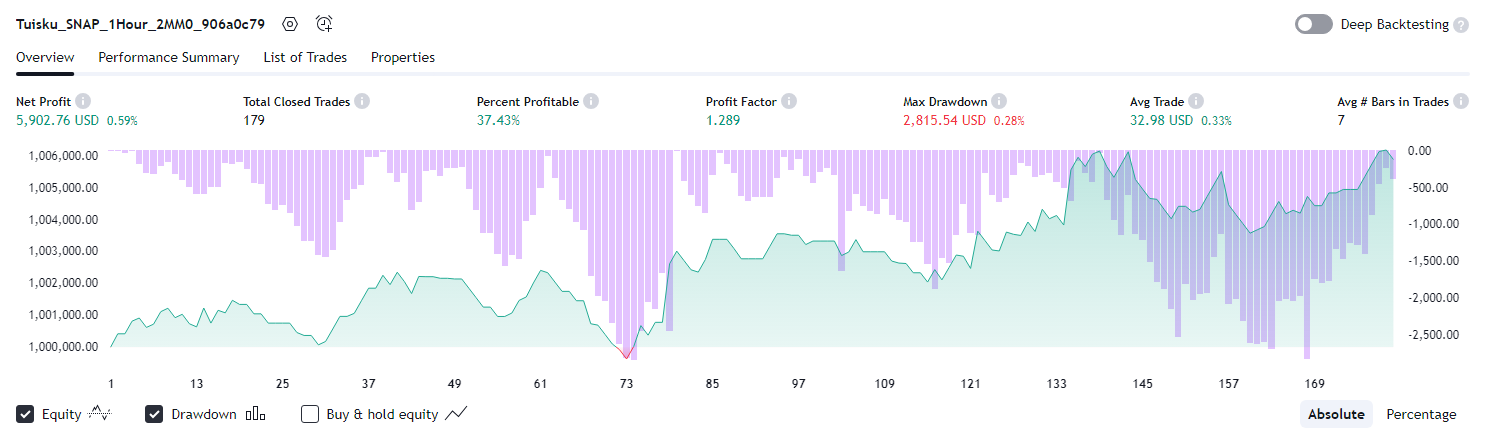 Tuisku_SNAP_1Hour_2MM0_906a0c79
Deep Backtesting
Overview Performance Summary List of Trades Properties
Net Profit Total Closed Trades Percent Profitable Profit Factor Max Drawdown Avg Trade Avg # Bars in Trades
5,902.76 USD 0.59% 179 37.43% 1.289 2,815.54 USD 0.28% 32.98 USD 0.33% 7
1,006,000.00 0.00
1,005,000.00 -500.00
1,004,000.00 -1,000.00
1,003,000.00 -1,500.00
1,002,000.00 -2,000.00
1,001,000.00 -2,500.00
1,000,000.00
1 13 25 37 49 61 73 85 97 109 121 133 145 157 169
Equity Drawdown Buy & hold equity Absolute Percentage